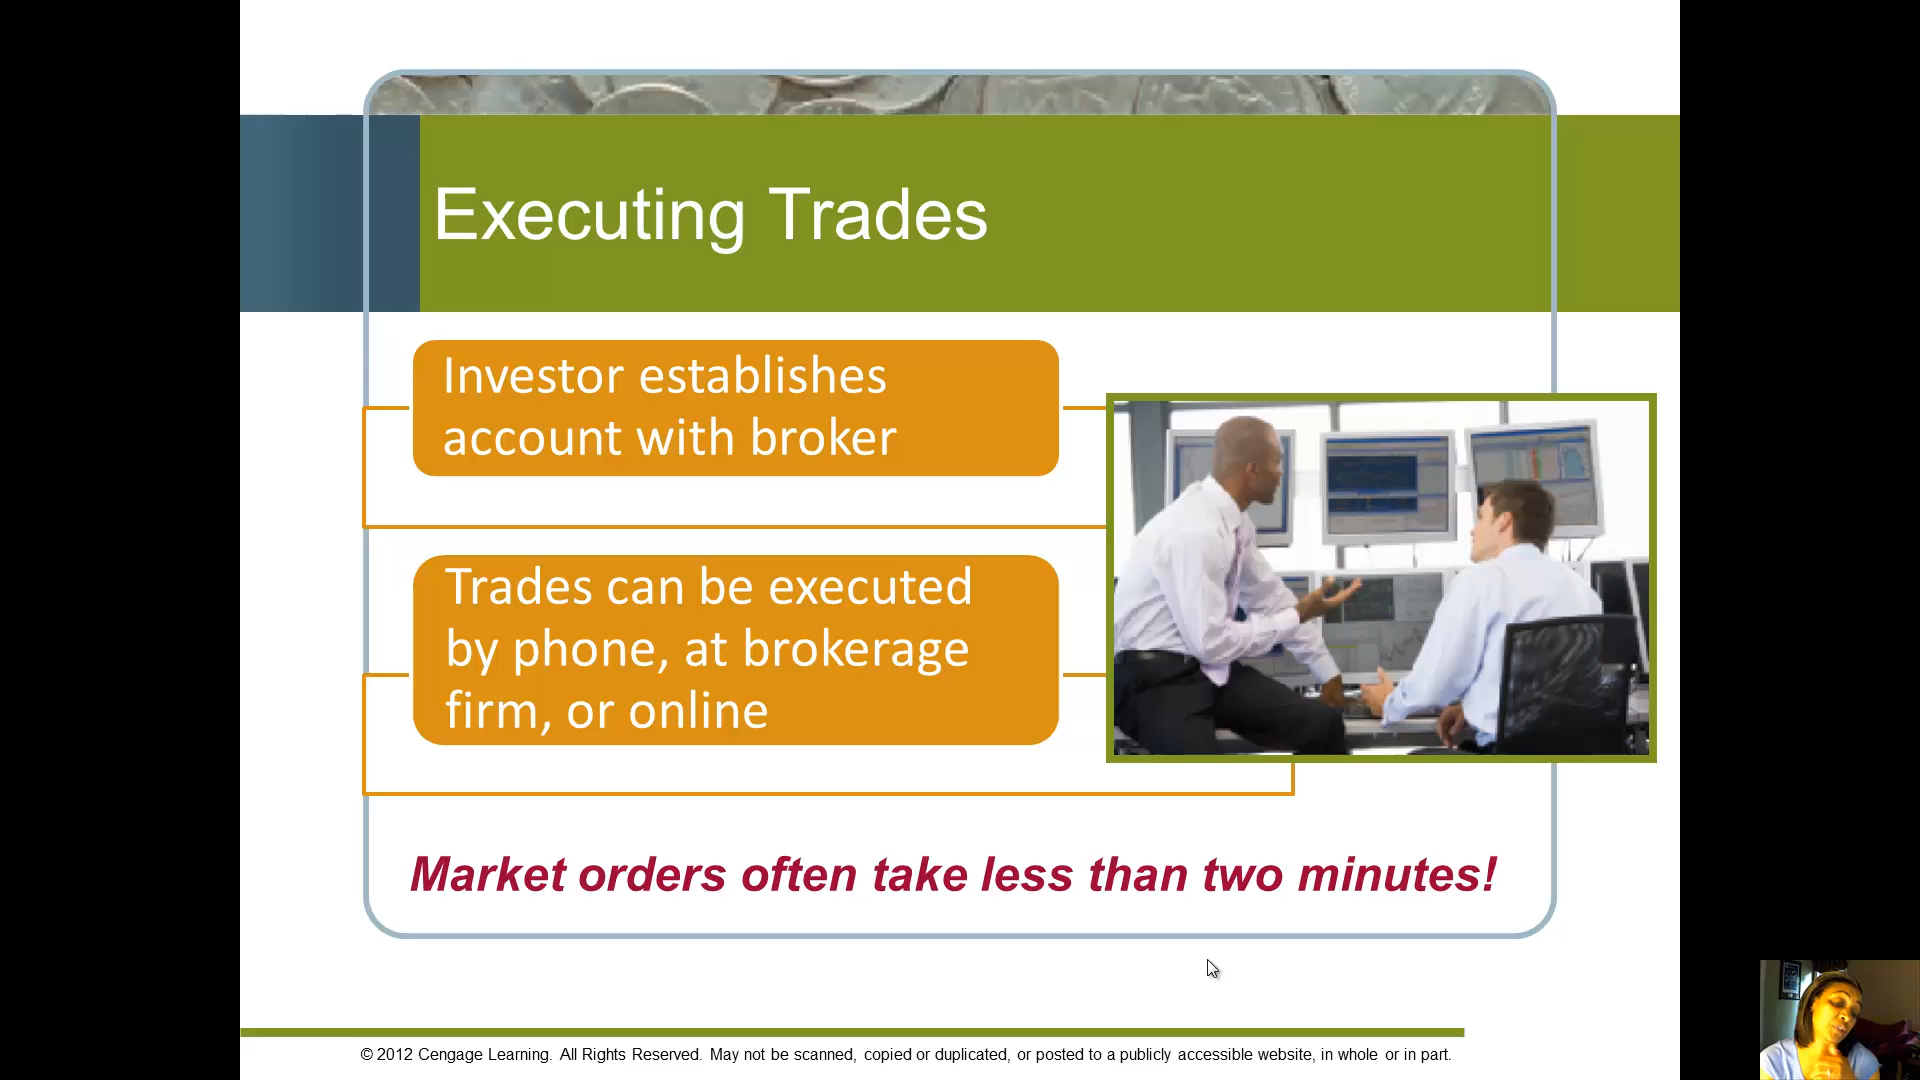 Executing Trades
Investor establishes
account with broker
Trades can be executed
by phone, at brokerage
firm, or online
Market orders often take less than two minutes!
© 2012 Cengage Learning. All Rights Reserved. May not be scanned, copied or duplicated, or posted to a publicly accessible website, in whole or in part.